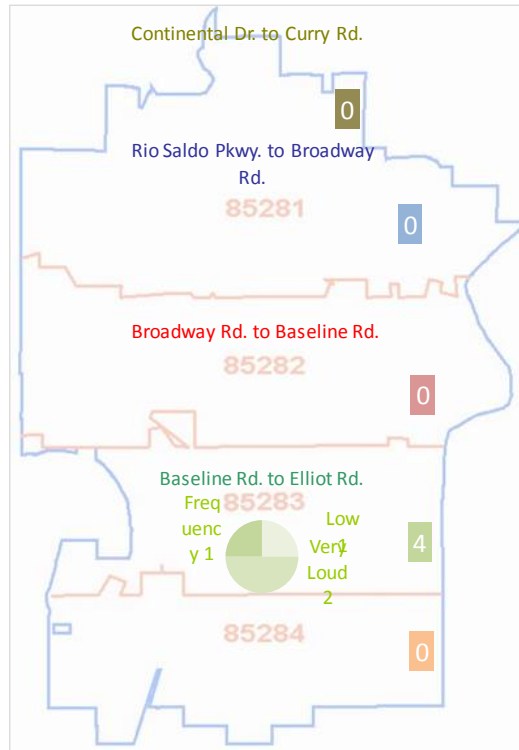 Continental Dr. to Curry Rd.
0
Rio Saldo Pkwy. to Broadway
Rd.
85281
0
Broadway Rd. to Baseline Rd.
85282
0
Baseline Rd. to Elliot Rd.
85283
Freq
uenc
y 1
Low
1
Very
Loud
2
4
85284
0